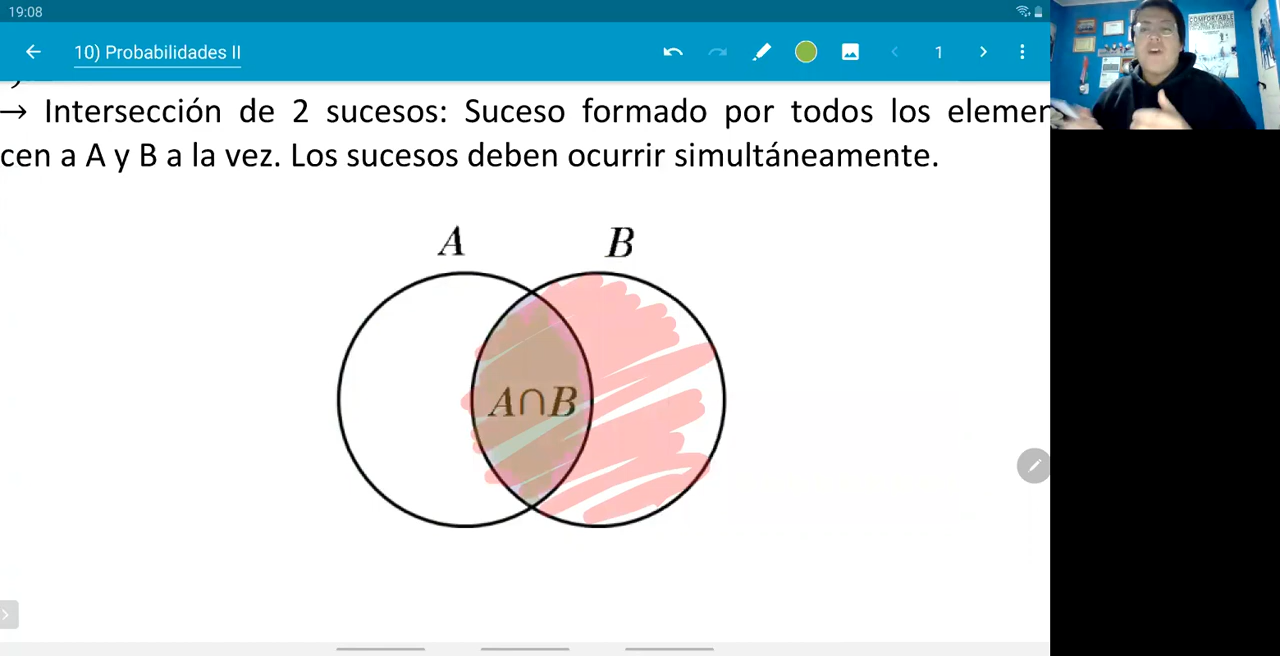 19:08
10) Probabilidades II
1
→ Intersección de 2 sucesos: Suceso formado por todos los elemen
cen a A y B a la vez. Los sucesos deben ocurrir simultáneamente.
A B
A∩B
COMFORTABLE